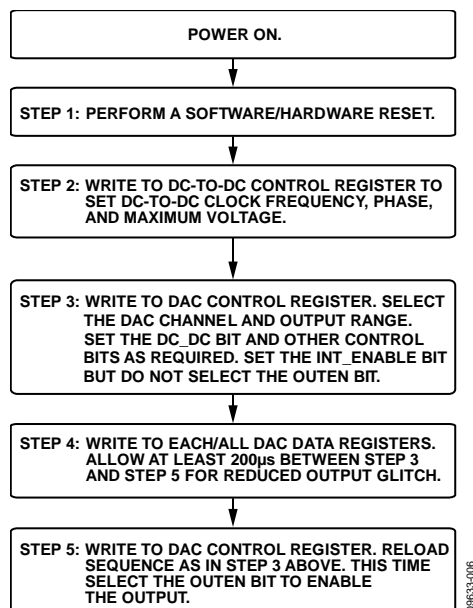 POWER ON.
STEP 1: PERFORM A SOFTWARE/HARDWARE RESET.
STEP 2: WRITE TO DC-TO-DC CONTROL REGISTER TO
SET DC-TO-DC CLOCK FREQUENCY, PHASE,
AND MAXIMUM VOLTAGE.
STEP 3: WRITE TO DAC CONTROL REGISTER. SELECT
THE DAC CHANNEL AND OUTPUT RANGE.
SET THE DC_DC BIT AND OTHER CONTROL
BITS AS REQUIRED. SET THE INT_ENABLE BIT
BUT DO NOT SELECT THE OUTEN BIT.
STEP 4: WRITE TO EACH/ALL DAC DATA REGISTERS.
ALLOW AT LEAST 200µs BETWEEN STEP 3
AND STEP 5 FOR REDUCED OUTPUT GLITCH.
STEP 5: WRITE TO DAC CONTROL REGISTER. RELOAD
SEQUENCE AS IN STEP 3 ABOVE. THIS TIME
SELECT THE OUTEN BIT TO ENABLE
THE OUTPUT.